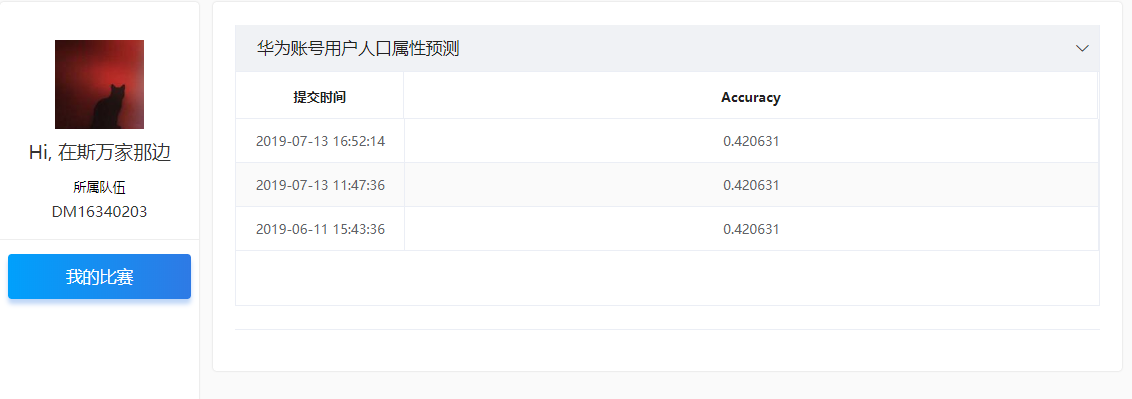 Hi, 在斯万家那边
所属队伍
DM16340203
我的比赛
华为账号用户人口属性预测
提交时间 Accuracy
2019-07-13 16:52:14 0.420631
2019-07-13 11:47:36 0.420631
2019-06-11 15:43:36 0.420631